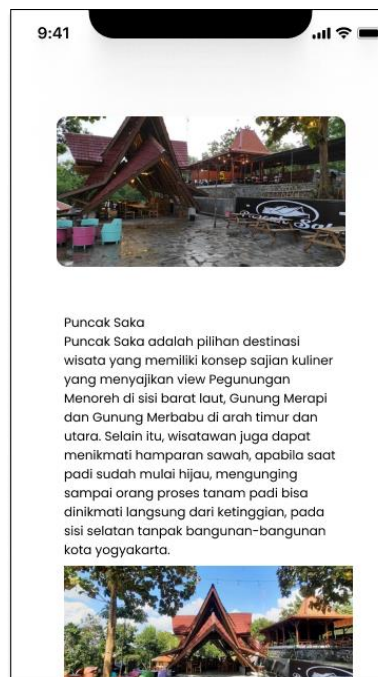 9:41
Puncak Sa
Puncak Saka
Puncak Saka adalah pilihan destinasi
wisata yang memiliki konsep sajian kuliner
yang menyajikan view Pegunungan
Menoreh di sisi barat laut, Gunung Merapi
dan Gunung Merbabu di arah timur dan
utara. Selain itu, wisatawan juga dapat
menikmati hamparan sawah, apabila saat
padi sudah mulai hijau, mengunging
sampai orang proses tanam padi bisa
dinikmati langsung dari ketinggian, pada
sisi selatan tanpak bangunan-bangunan
kota yogyakarta.